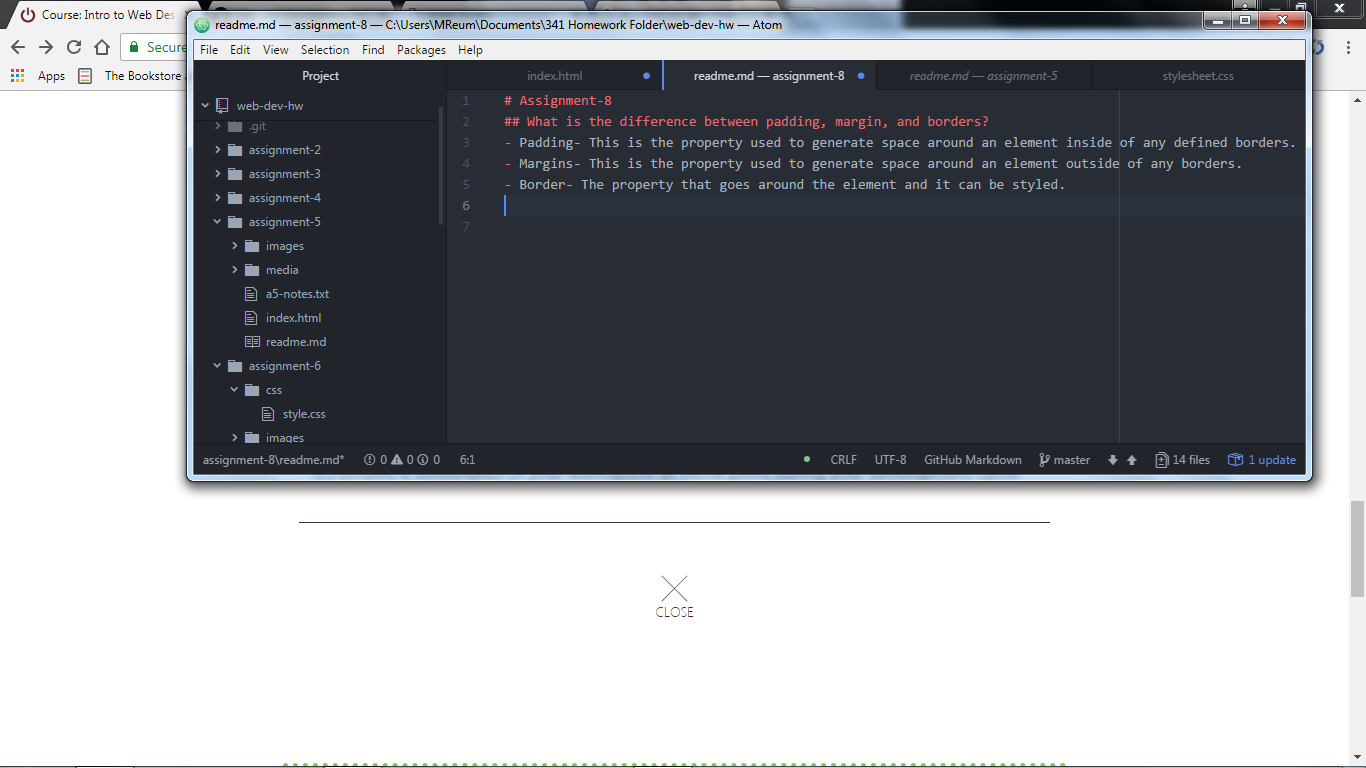 Course: Intro to Web Des
readme.md — assignment-8 — C:\Users\MReum\Documents\341 Homework Folder\web-dev-hw — Atom
Secure
File Edit View Selection Find Packages Help
Apps The Bookstore
Project
index.html readme.md — assignment-8 readme.md — assignment-5 stylesheet.css
web-dev-hw
.git
assignment-2
assignment-3
assignment-4
assignment-5
images
media
a5-notes.txt
index.html
readme.md
assignment-6
css
style.css
images
1 # Assignment-8
2 ## What is the difference between padding, margin, and borders?
3 - Padding- This is the property used to generate space around an element inside of any defined borders.
4 - Margins- This is the property used to generate space around an element outside of any borders.
5 - Border- The property that goes around the element and it can be styled.
6
7
assignment-8\readme.md* 0 0 0 6:1 CRLF UTF-8 GitHub Markdown master 14 files 1 update
CLOSE